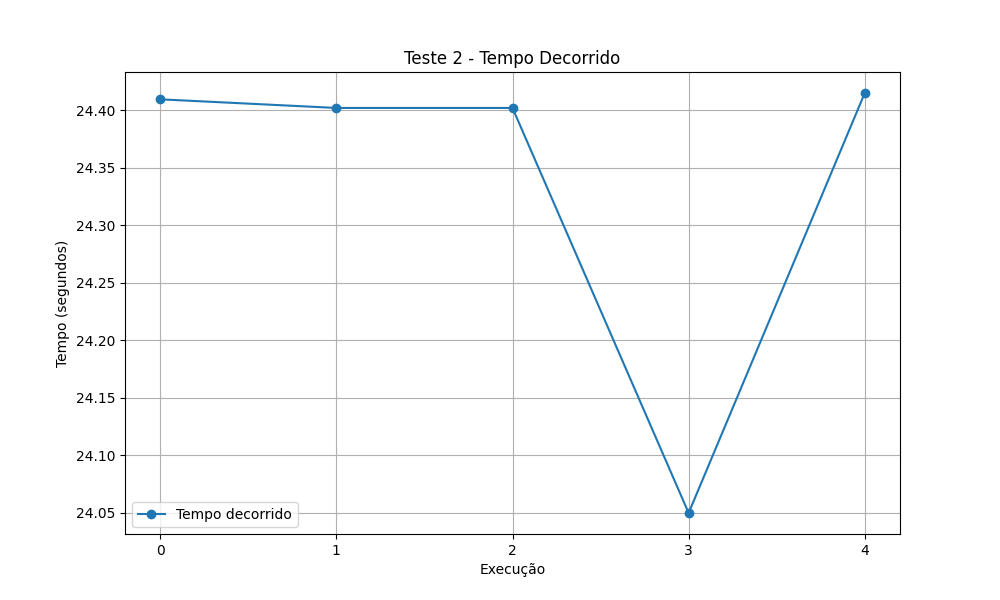 Teste 2 - Tempo Decorrido
Tempo (segundos)
24.40
24.35
24.30
24.25
24.20
24.15
24.10
24.05
Tempo decorrido
0 1 2 3 4
Execução